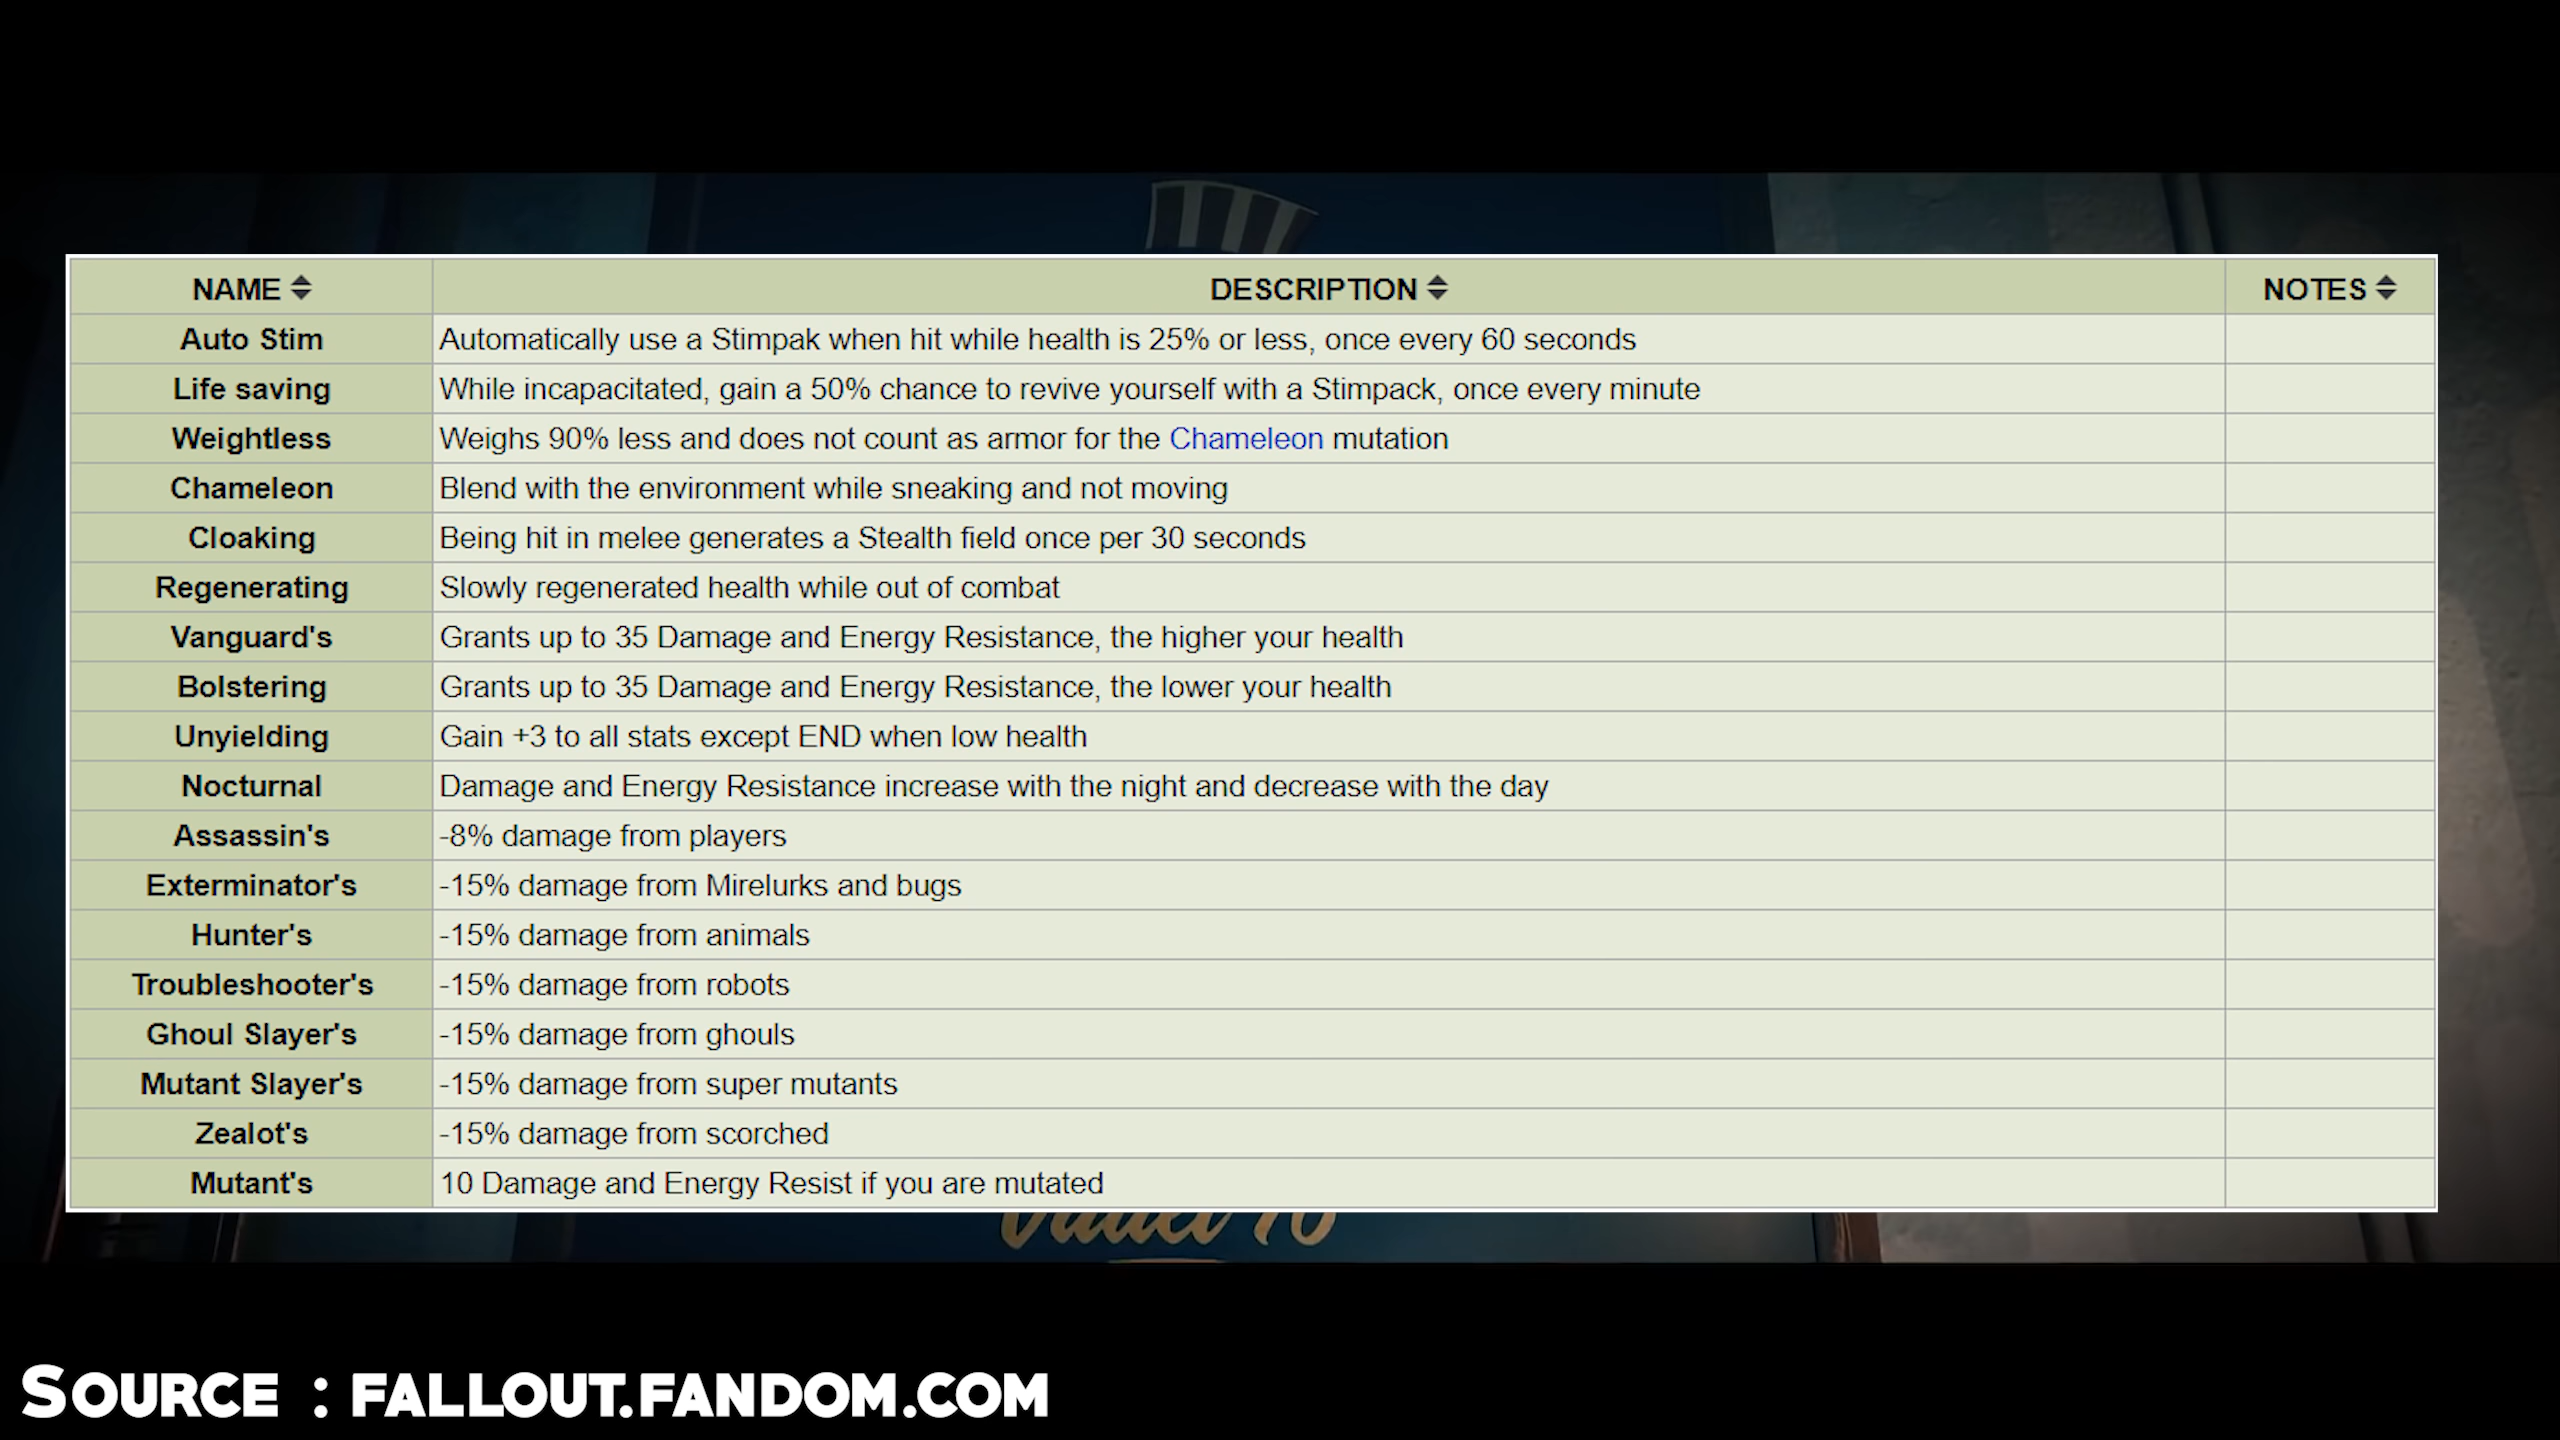 NAME DESCRIPTION NOTES
Auto Stim Automatically use a Stimpak when hit while health is 25% or less, once every 60 seconds
Life saving While incapacitated, gain a 50% chance to revive yourself with a Stimpack, once every minute
Weightless Weighs 90% less and does not count as armor for the Chameleon mutation
Chameleon Blend with the environment while sneaking and not moving
Cloaking Being hit in melee generates a Stealth field once per 30 seconds
Regenerating Slowly regenerated health while out of combat
Vanguard's Grants up to 35 Damage and Energy Resistance, the higher your health
Bolstering Grants up to 35 Damage and Energy Resistance, the lower your health
Unyielding Gain +3 to all stats except END when low health
Nocturnal Damage and Energy Resistance increase with the night and decrease with the day
Assassin's -8% damage from players
Exterminator's -15% damage from Mirelurks and bugs
Hunter's -15% damage from animals
Troubleshooter's -15% damage from robots
Ghoul Slayer's -15% damage from ghouls
Mutant Slayer's -15% damage from super mutants
Zealot's -15% damage from scorched
Mutant's 10 Damage and Energy Resist if you are mutated
SOURCE : FALLOUT.FANDOM.COM